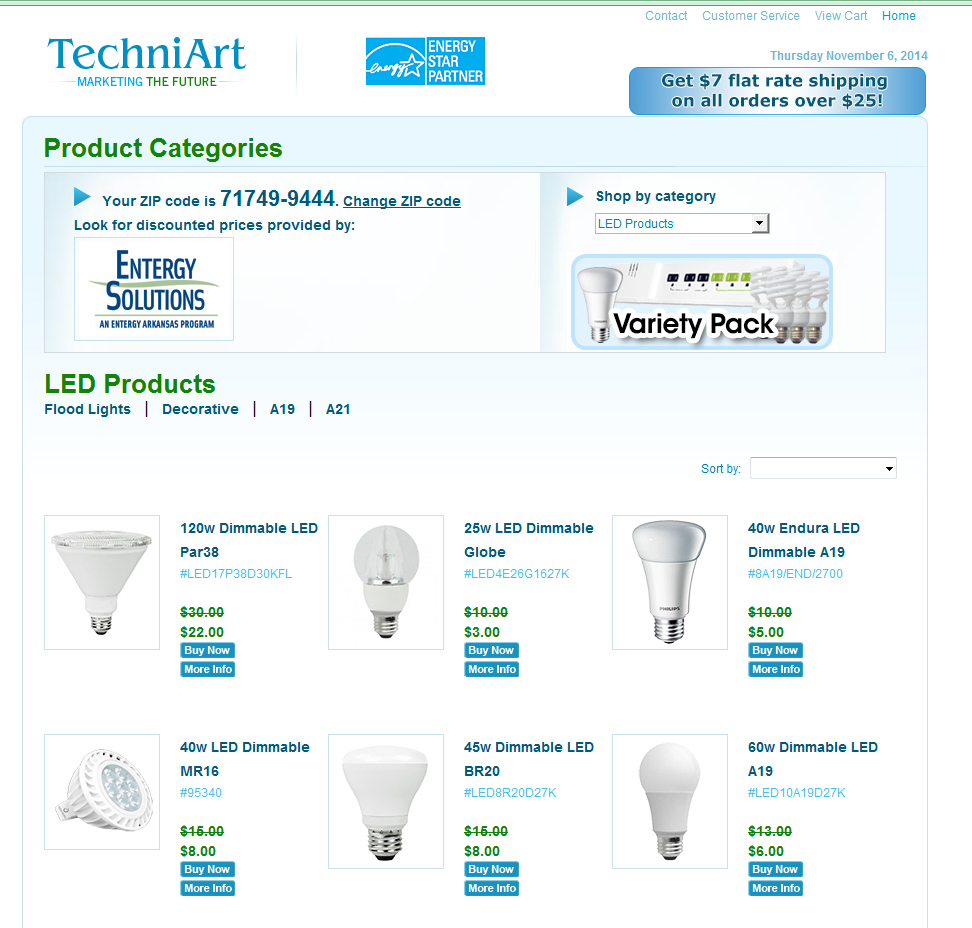 Contact Customer Service View Cart Home
TechniArt
MARKETING THE FUTURE
energy
ENERGY
STAR
PARTNER
Thursday November 6, 2014
Get $7 flat rate shipping
on all orders over $25!
Product Categories
Your ZIP code is 71749-9444. Change ZIP code
Look for discounted prices provided by:
ENTERGY
SOLUTIONS
AN ENTERGY ARKANSAS PROGRAM
Shop by category
LED Products
Variety Pack
LED Products
Flood Lights | Decorative | A19 | A21
Sort by:
120w Dimmable LED
Par38
#LED17P38D30KFL
$30.00
$22.00
Buy Now
More Info
25w LED Dimmable
Globe
#LED4E26G1627K
$10.00
$3.00
Buy Now
More Info
PHILIPS
40w Endura LED
Dimmable A19
#8A19/END/2700
$10.00
$5.00
Buy Now
More Info
40w LED Dimmable
MR16
#95340
$15.00
$8.00
Buy Now
More Info
45w Dimmable LED
BR20
#LED8R20D27K
$15.00
$8.00
Buy Now
More Info
60w Dimmable LED
A19
#LED10A19D27K
$13.00
$6.00
Buy Now
More Info